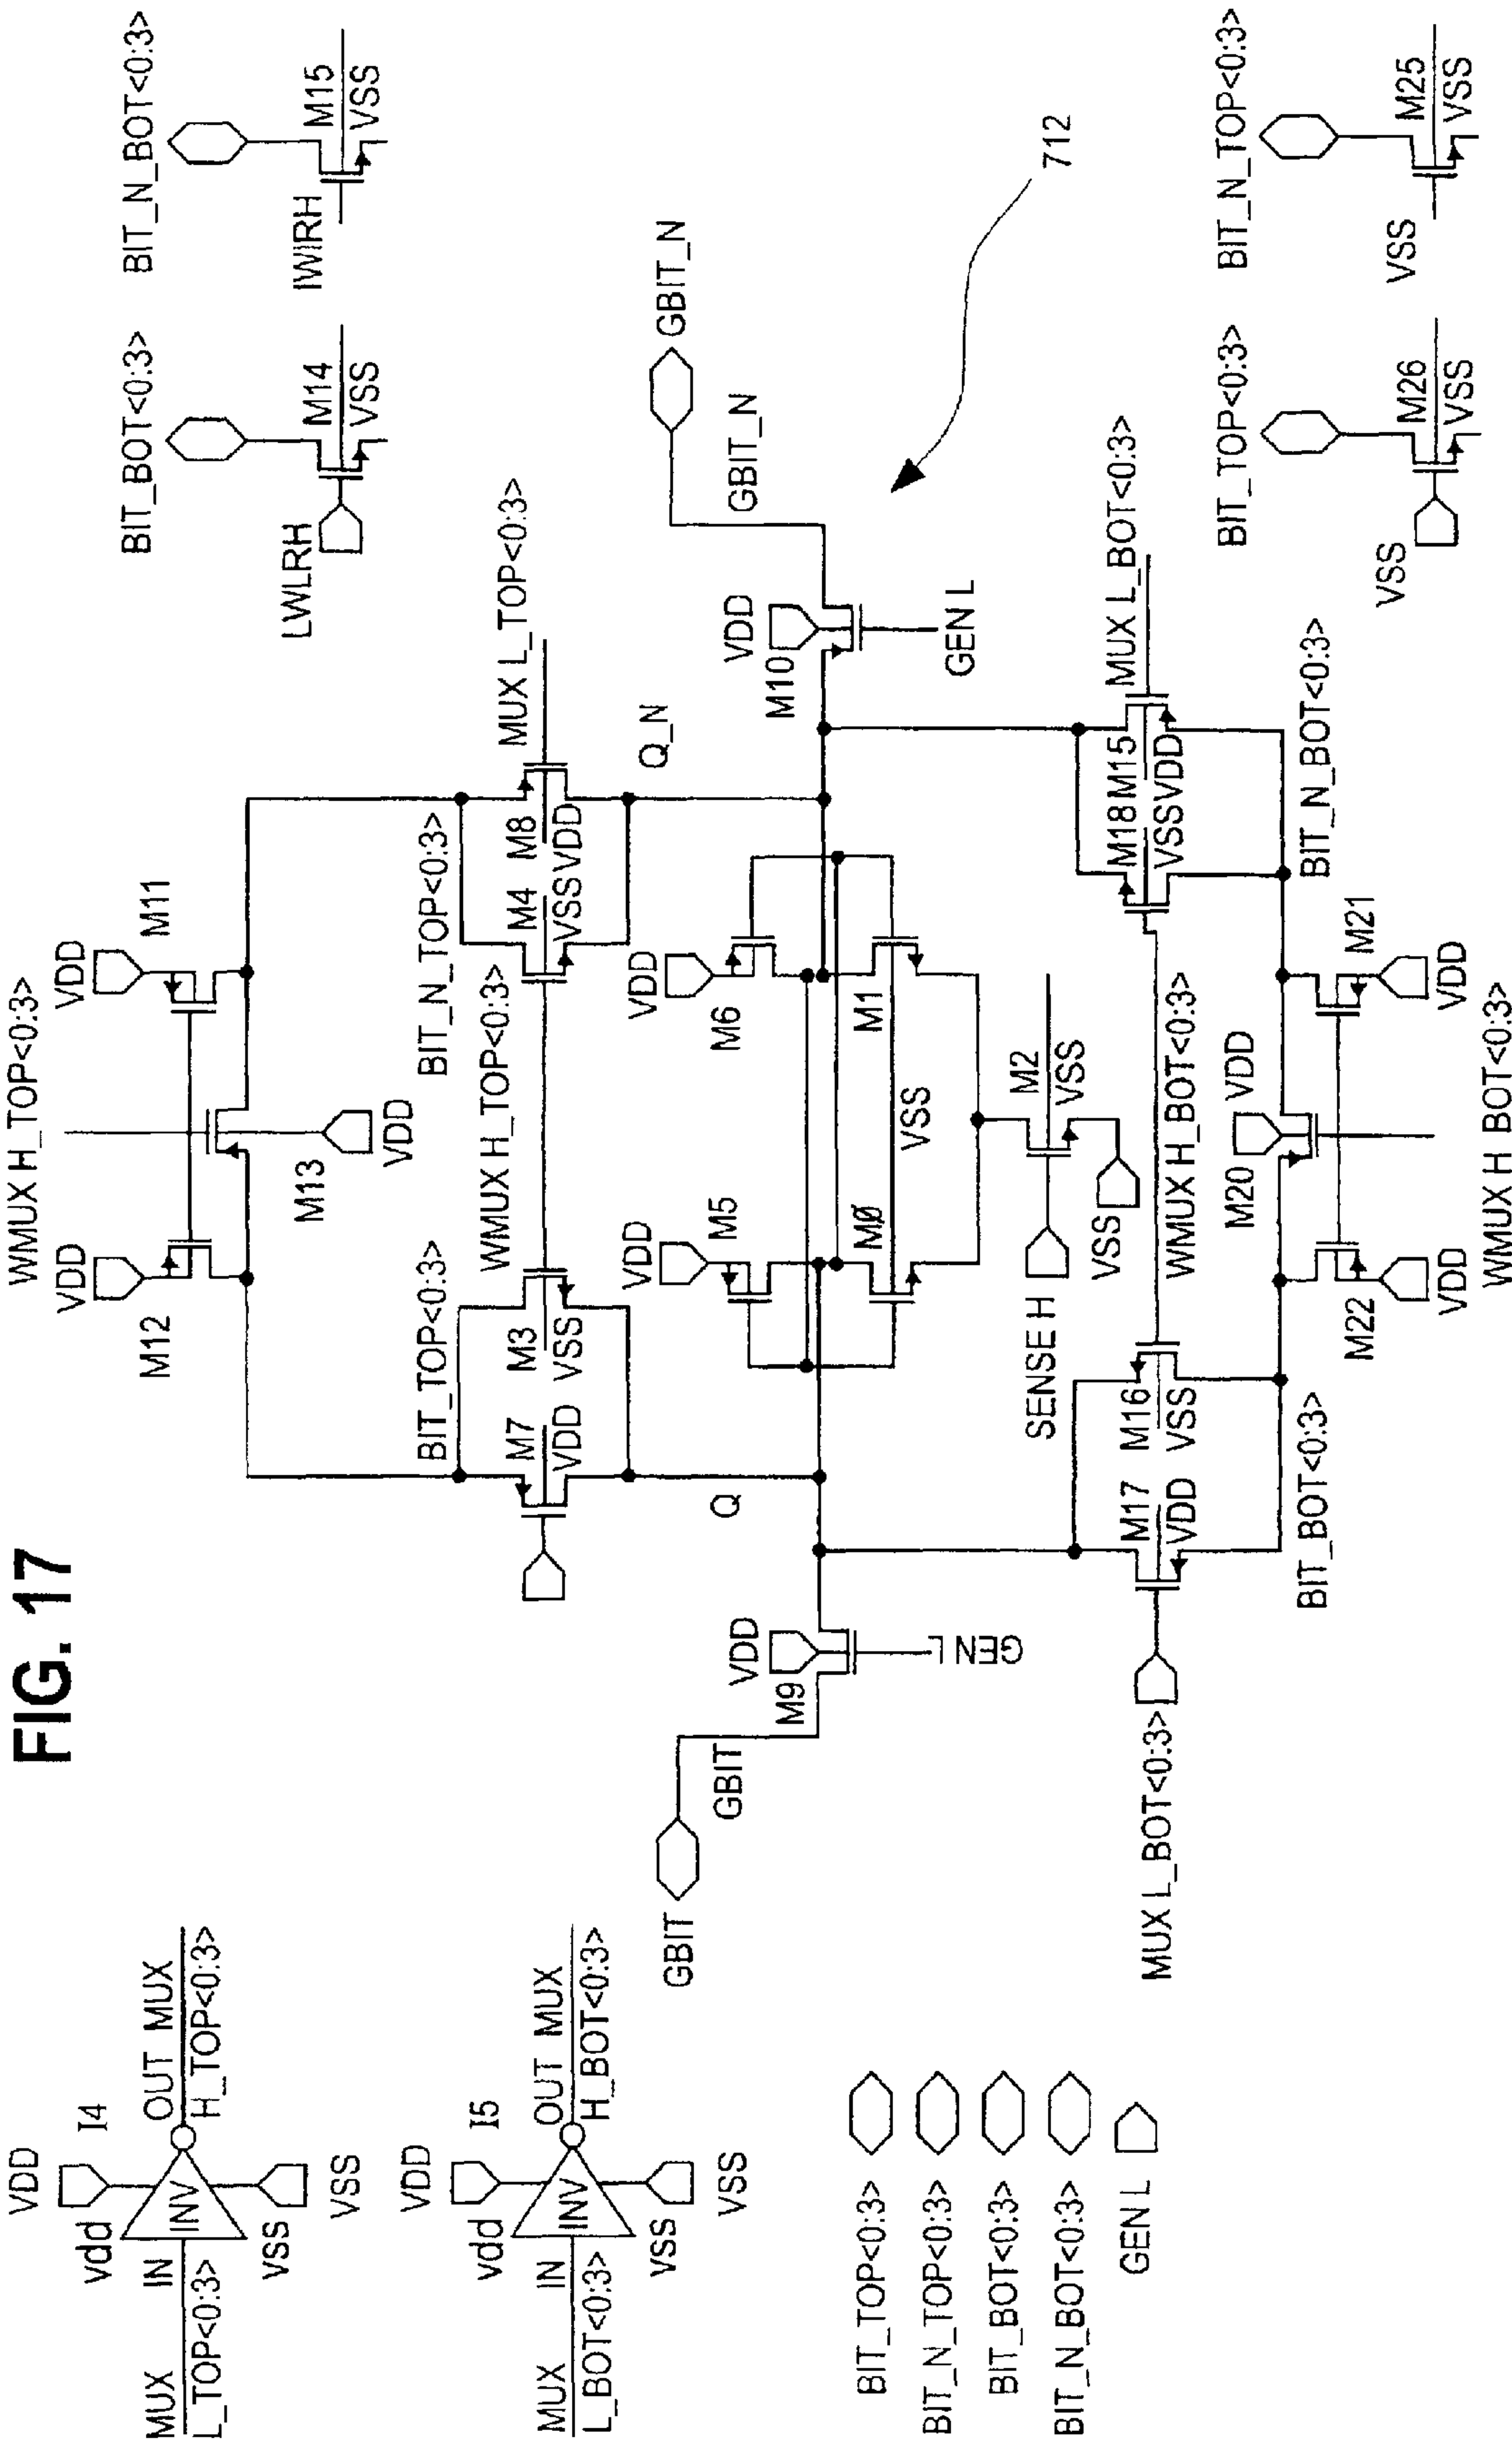 FIG. 17
VDD
I4
vdd
MUX
IN
L_TOP<0:3>
INV
OUT MUX
H_TOP<0:3>
vss
VSS
VDD
I5
vdd
MUX
IN
L_BOT<0:3>
INV
OUT MUX
H_BOT<0:3>
vss
VSS
BIT_TOP<0:3>
BIT_N_TOP<0:3>
BIT_BOT<0:3>
BIT_N_BOT<0:3>
GEN L
WMUX H_TOP<0:3>
VDD
M12
VDD
M11
M13
VDD
BIT_TOP<0:3>
M7
VDD
M3
VSS
WMUX H_TOP<0:3>
BIT_N_TOP<0:3>
M4
VSS
M8
VDD
MUX L_TOP<0:3>
Q
Q_N
GBIT
GBIT
VDD
M9
GEN L
VDD
M5
VDD
M6
MØ
VSS
M1
SENSE H
M2
VSS
VSS
VDD
M10
GEN L
GBIT_N
GBIT_N
712
MUX L_BOT<0:3>
M17
VDD
M16
VSS
WMUX H_BOT<0:3>
M18
VSS
M15
VDD
MUX L_BOT<0:3>
BIT_BOT<0:3>
BIT_N_BOT<0:3>
M22
VDD
M20
VDD
M21
VDD
WMUX H_BOT<0:3>
BIT_BOT<0:3>
LWLRH
M14
VSS
BIT_N_BOT<0:3>
IWIRH
M15
VSS
BIT_TOP<0:3>
VSS
M26
VSS
BIT_N_TOP<0:3>
VSS
M25
VSS